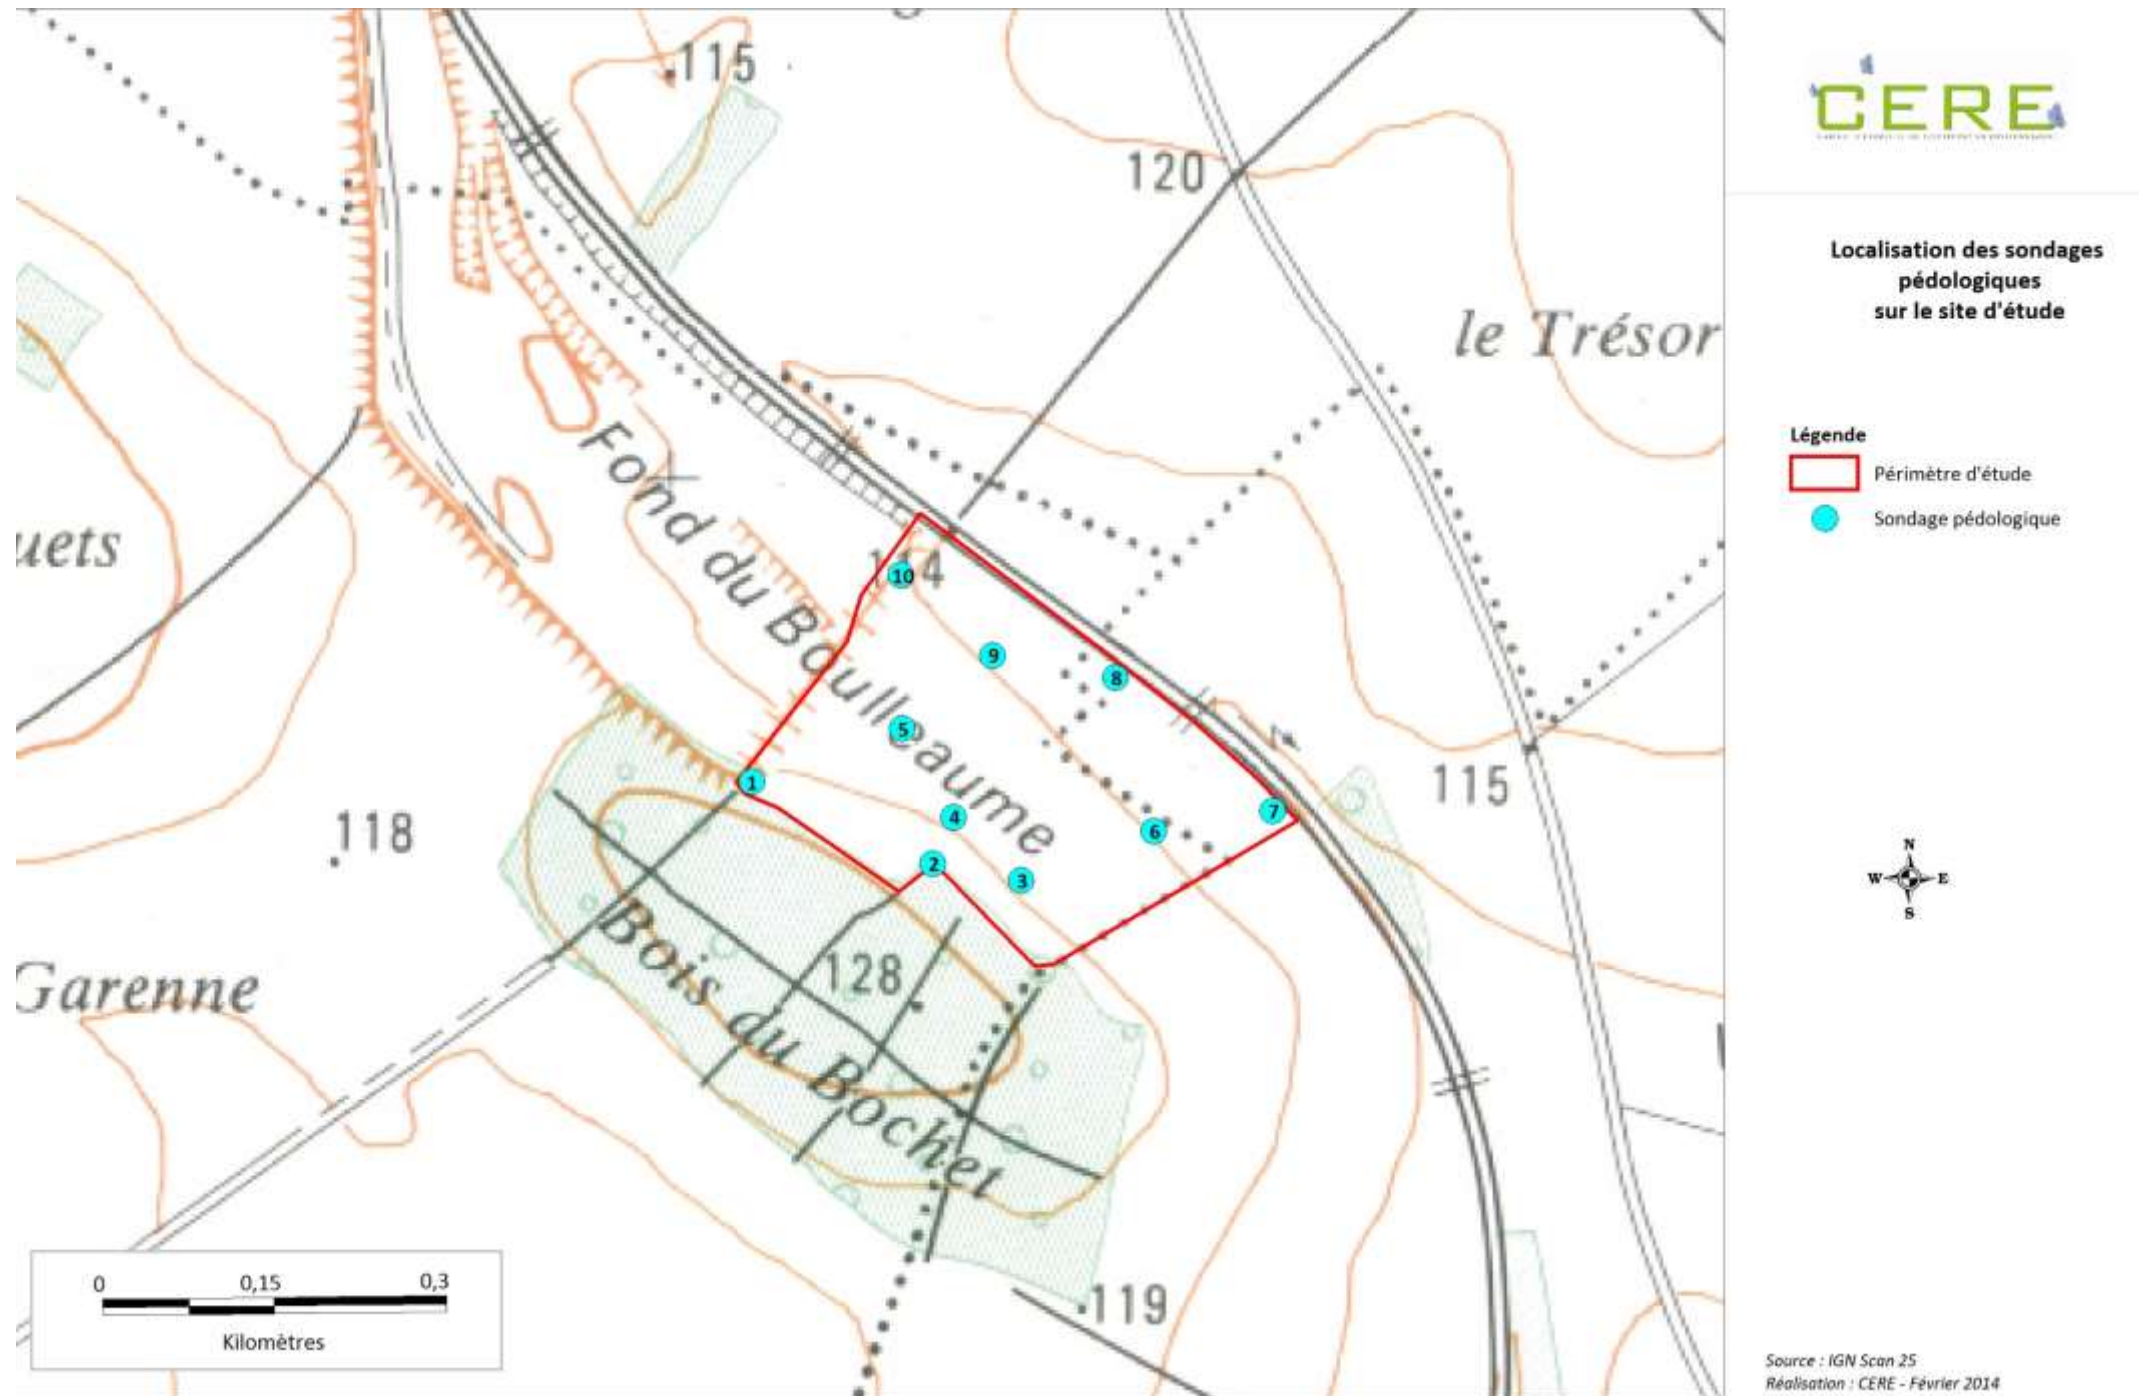 115
120
le Trésor
uets
Fond du Boulleaume
114
10
9
8
5
1
4
7
6
2
3
115
118
Garenne
128
Bois du Bochet
119
0 0,15 0,3
Kilomètres
CERE
Localisation des sondages
pédologiques
sur le site d'étude
Légende
Périmètre d'étude
Sondage pédologique
N
W E
S
Source : IGN Scan 25
Réalisation : CERE - Février 2014